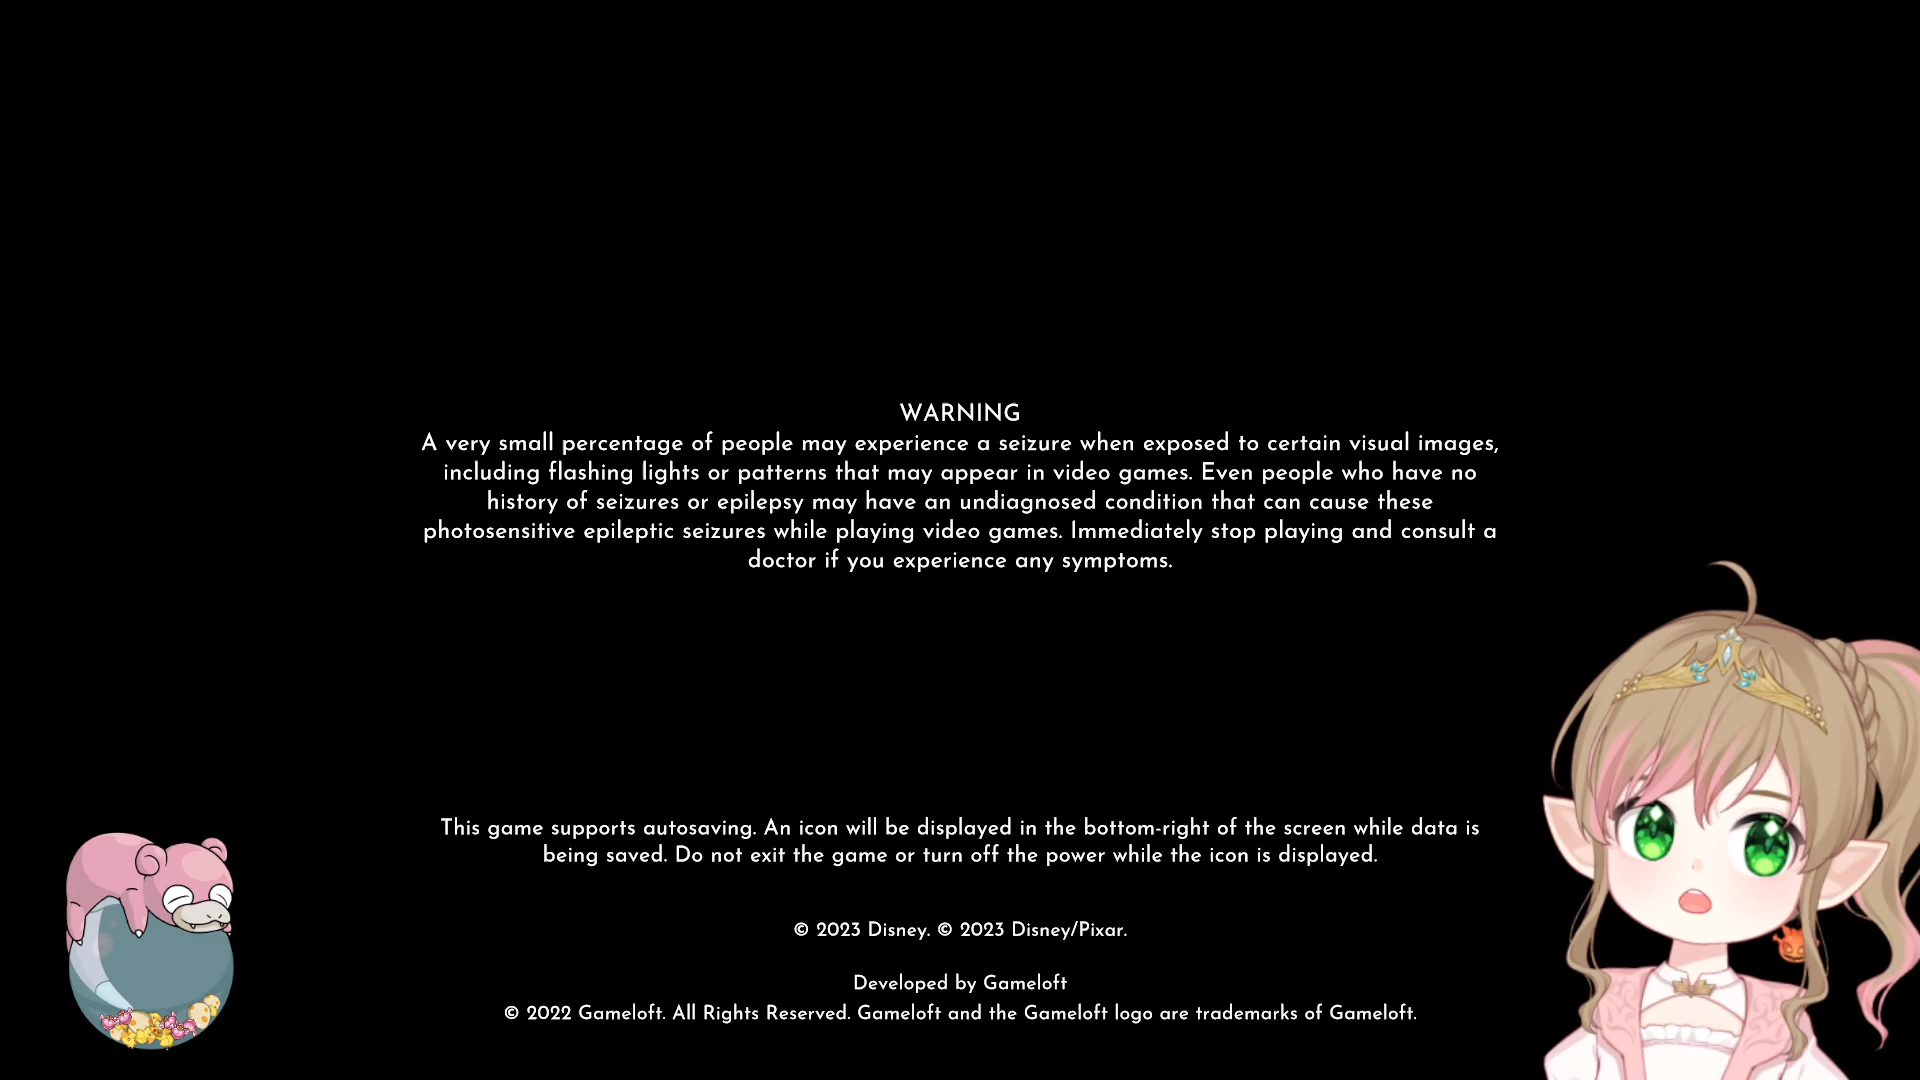 WARNING
A very small percentage of people may experience a seizure when exposed to certain visual images,
including flashing lights or patterns that may appear in video games. Even people who have no
history of seizures or epilepsy may have an undiagnosed condition that can cause these
photosensitive epileptic seizures while playing video games. Immediately stop playing and consult a
doctor if you experience any symptoms.
This game supports autosaving. An icon will be displayed in the bottom-right of the screen while data is
being saved. Do not exit the game or turn off the power while the icon is displayed.
© 2023 Disney. © 2023 Disney/Pixar.
Developed by Gameloft
© 2022 Gameloft. All Rights Reserved. Gameloft and the Gameloft logo are trademarks of Gameloft.